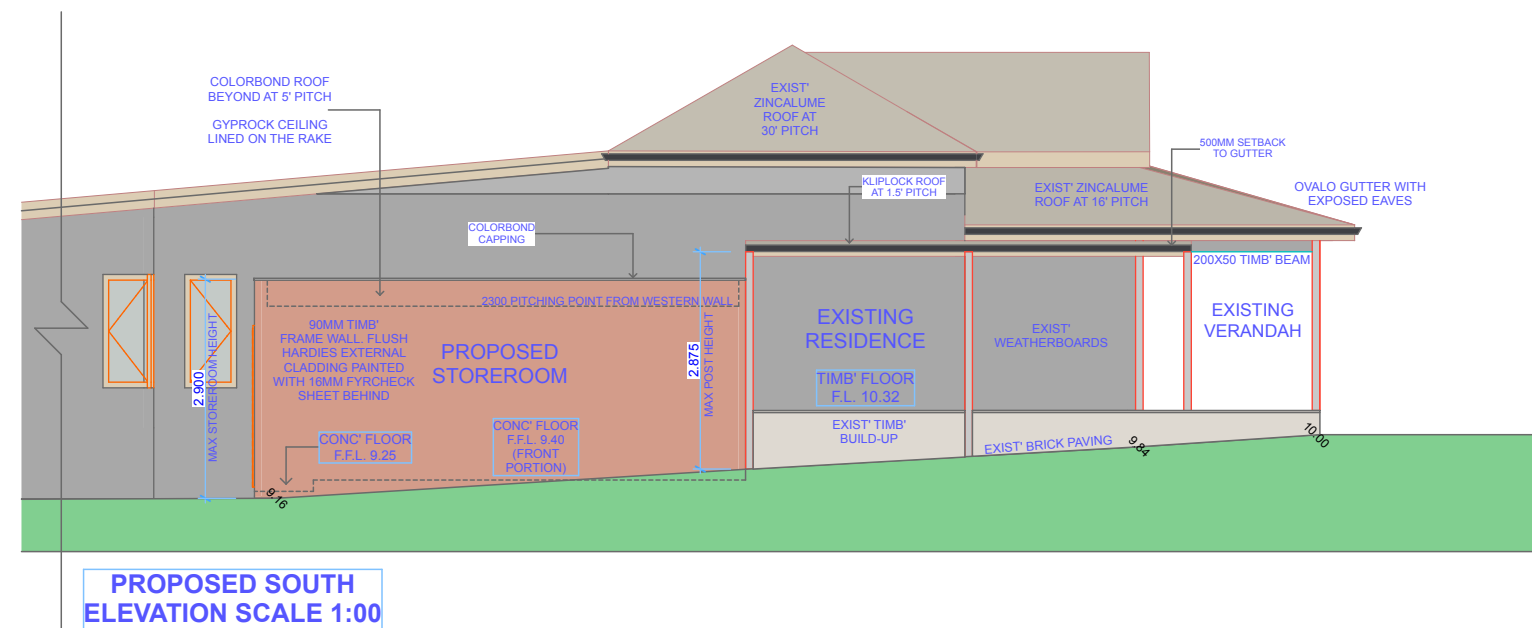 COLORBOND ROOF
BEYOND AT 5' PITCH
GYPROCK CEILING
LINED ON THE RAKE
EXIST'
ZINCALUME
ROOF AT
30' PITCH
500MM SETBACK
TO GUTTER
KLIPLOCK ROOF
AT 1.5' PITCH
EXIST' ZINCALUME
ROOF AT 16' PITCH
OVALO GUTTER WITH
EXPOSED EAVES
COLORBOND
CAPPING
200X50 TIMB' BEAM
2300 PITCHING POINT FROM WESTERN WALL
2.900
MAX STOREROOM HEIGHT
90MM TIMB'
FRAME WALL. FLUSH
HARDIES EXTERNAL
CLADDING PAINTED
WITH 16MM FYRCHECK
SHEET BEHIND
PROPOSED
STOREROOM
2.875
MAX POST HEIGHT
EXISTING
RESIDENCE
EXIST'
WEATHERBOARDS
EXISTING
VERANDAH
TIMB' FLOOR
F.L. 10.32
CONC' FLOOR
F.F.L. 9.25
CONC' FLOOR
F.F.L. 9.40
(FRONT
PORTION)
EXIST' TIMB'
BUILD-UP
EXIST' BRICK PAVING
9.84
10.00
9.16
PROPOSED SOUTH
ELEVATION SCALE 1:00